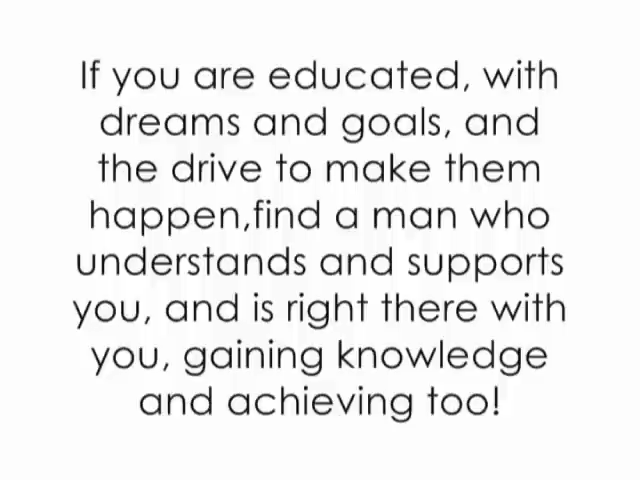 If you are educated, with
dreams and goals, and
the drive to make them
happen,find a man who
understands and supports
you, and is right there with
you, gaining knowledge
and achieving too!